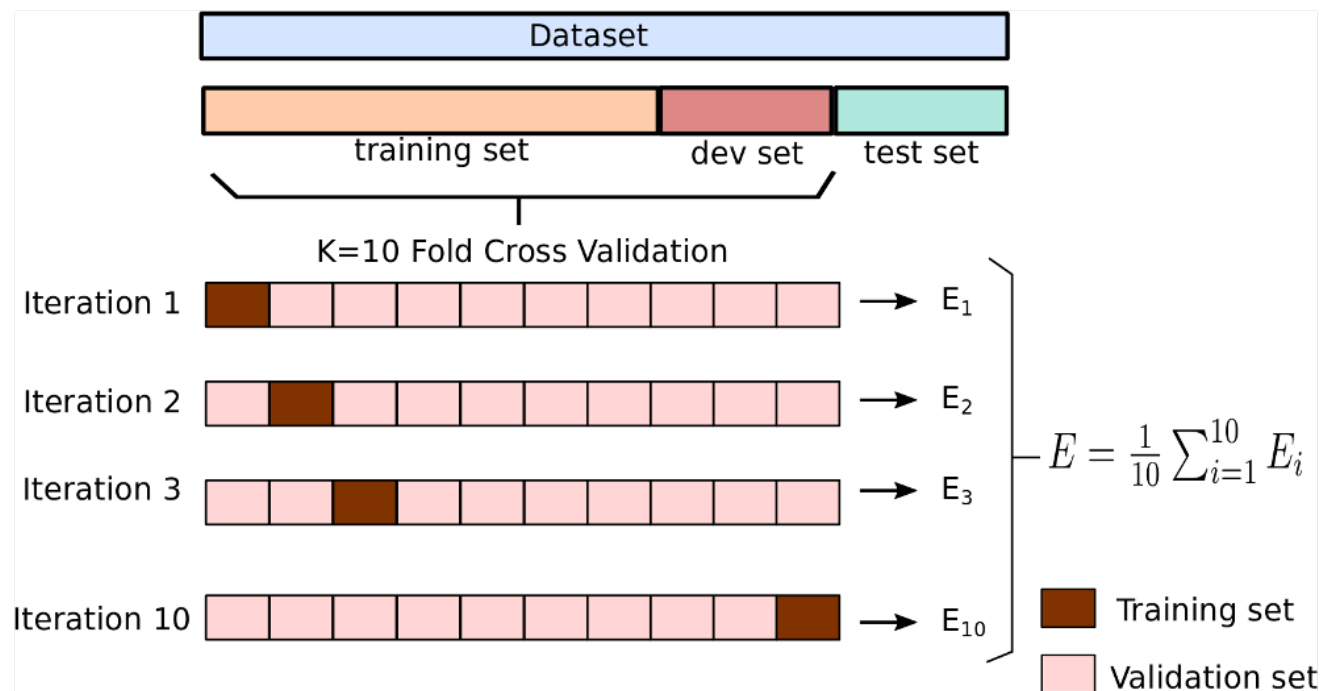 Dataset
training set
dev set
test set
K=10 Fold Cross Validation
Iteration 1
E₁
Iteration 2
E₂
Iteration 3
E₃
Iteration 10
E₁₀
E = 1/10 ∑_{i=1}^{10} E_i
Training set
Validation set